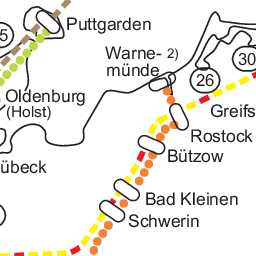 Puttgarden
5
Warne- 2)
münde
30
26
Oldenburg
(Holst)
Greifs
Rostock
übeck
Bützow
Bad Kleinen
Schwerin